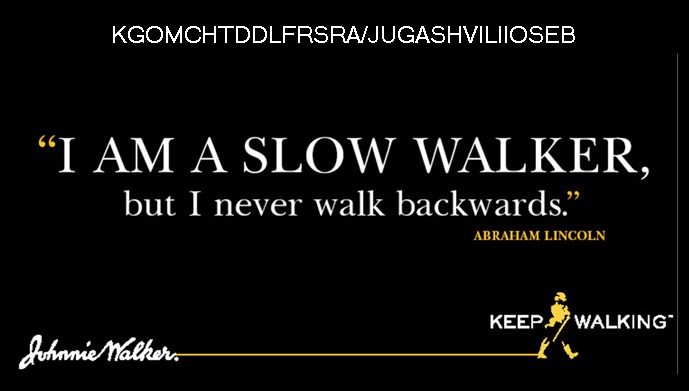 KGOMCHTDDLFRSRA/JUGASHVILIIOSEB
“I AM A SLOW WALKER,
but I never walk backwards.”
ABRAHAM LINCOLN
KEEP WALKING™
Johnnie Walker.